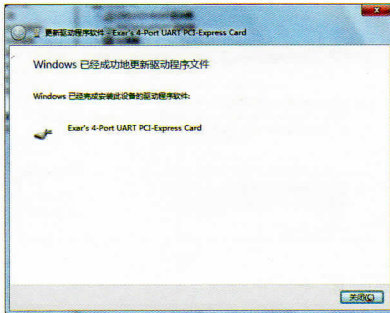 更新驱动程序软件 - Exar's 4-Port UART PCI-Express Card
Windows 已经成功地更新驱动程序文件
Windows 已经完成安装此设备的驱动程序软件:
Exar's 4-Port UART PCI-Express Card
关闭(C)